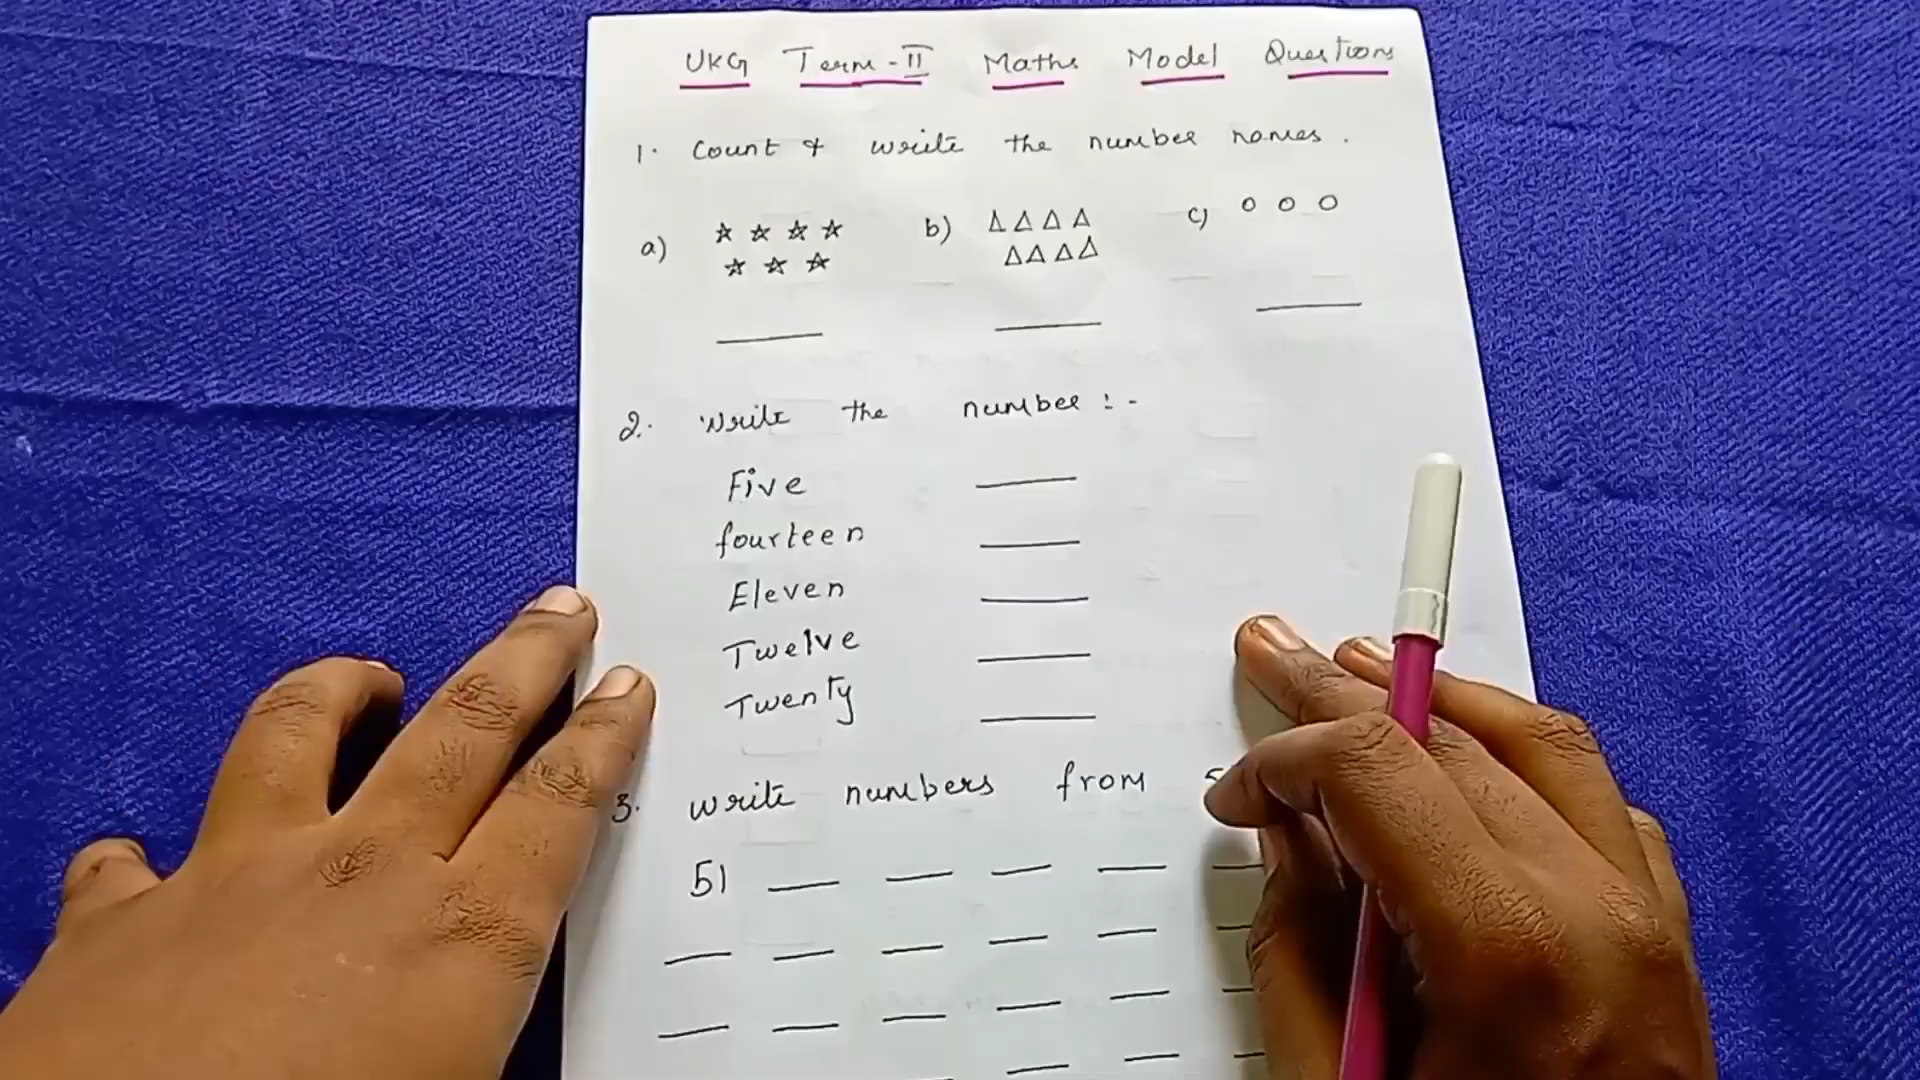 UKG Term-II Maths Model Questions
1. Count & write the number names.
a) b) c)
2. Write the number :-
Five
fourteen
Eleven
Twelve
Twenty
3. write numbers from
51